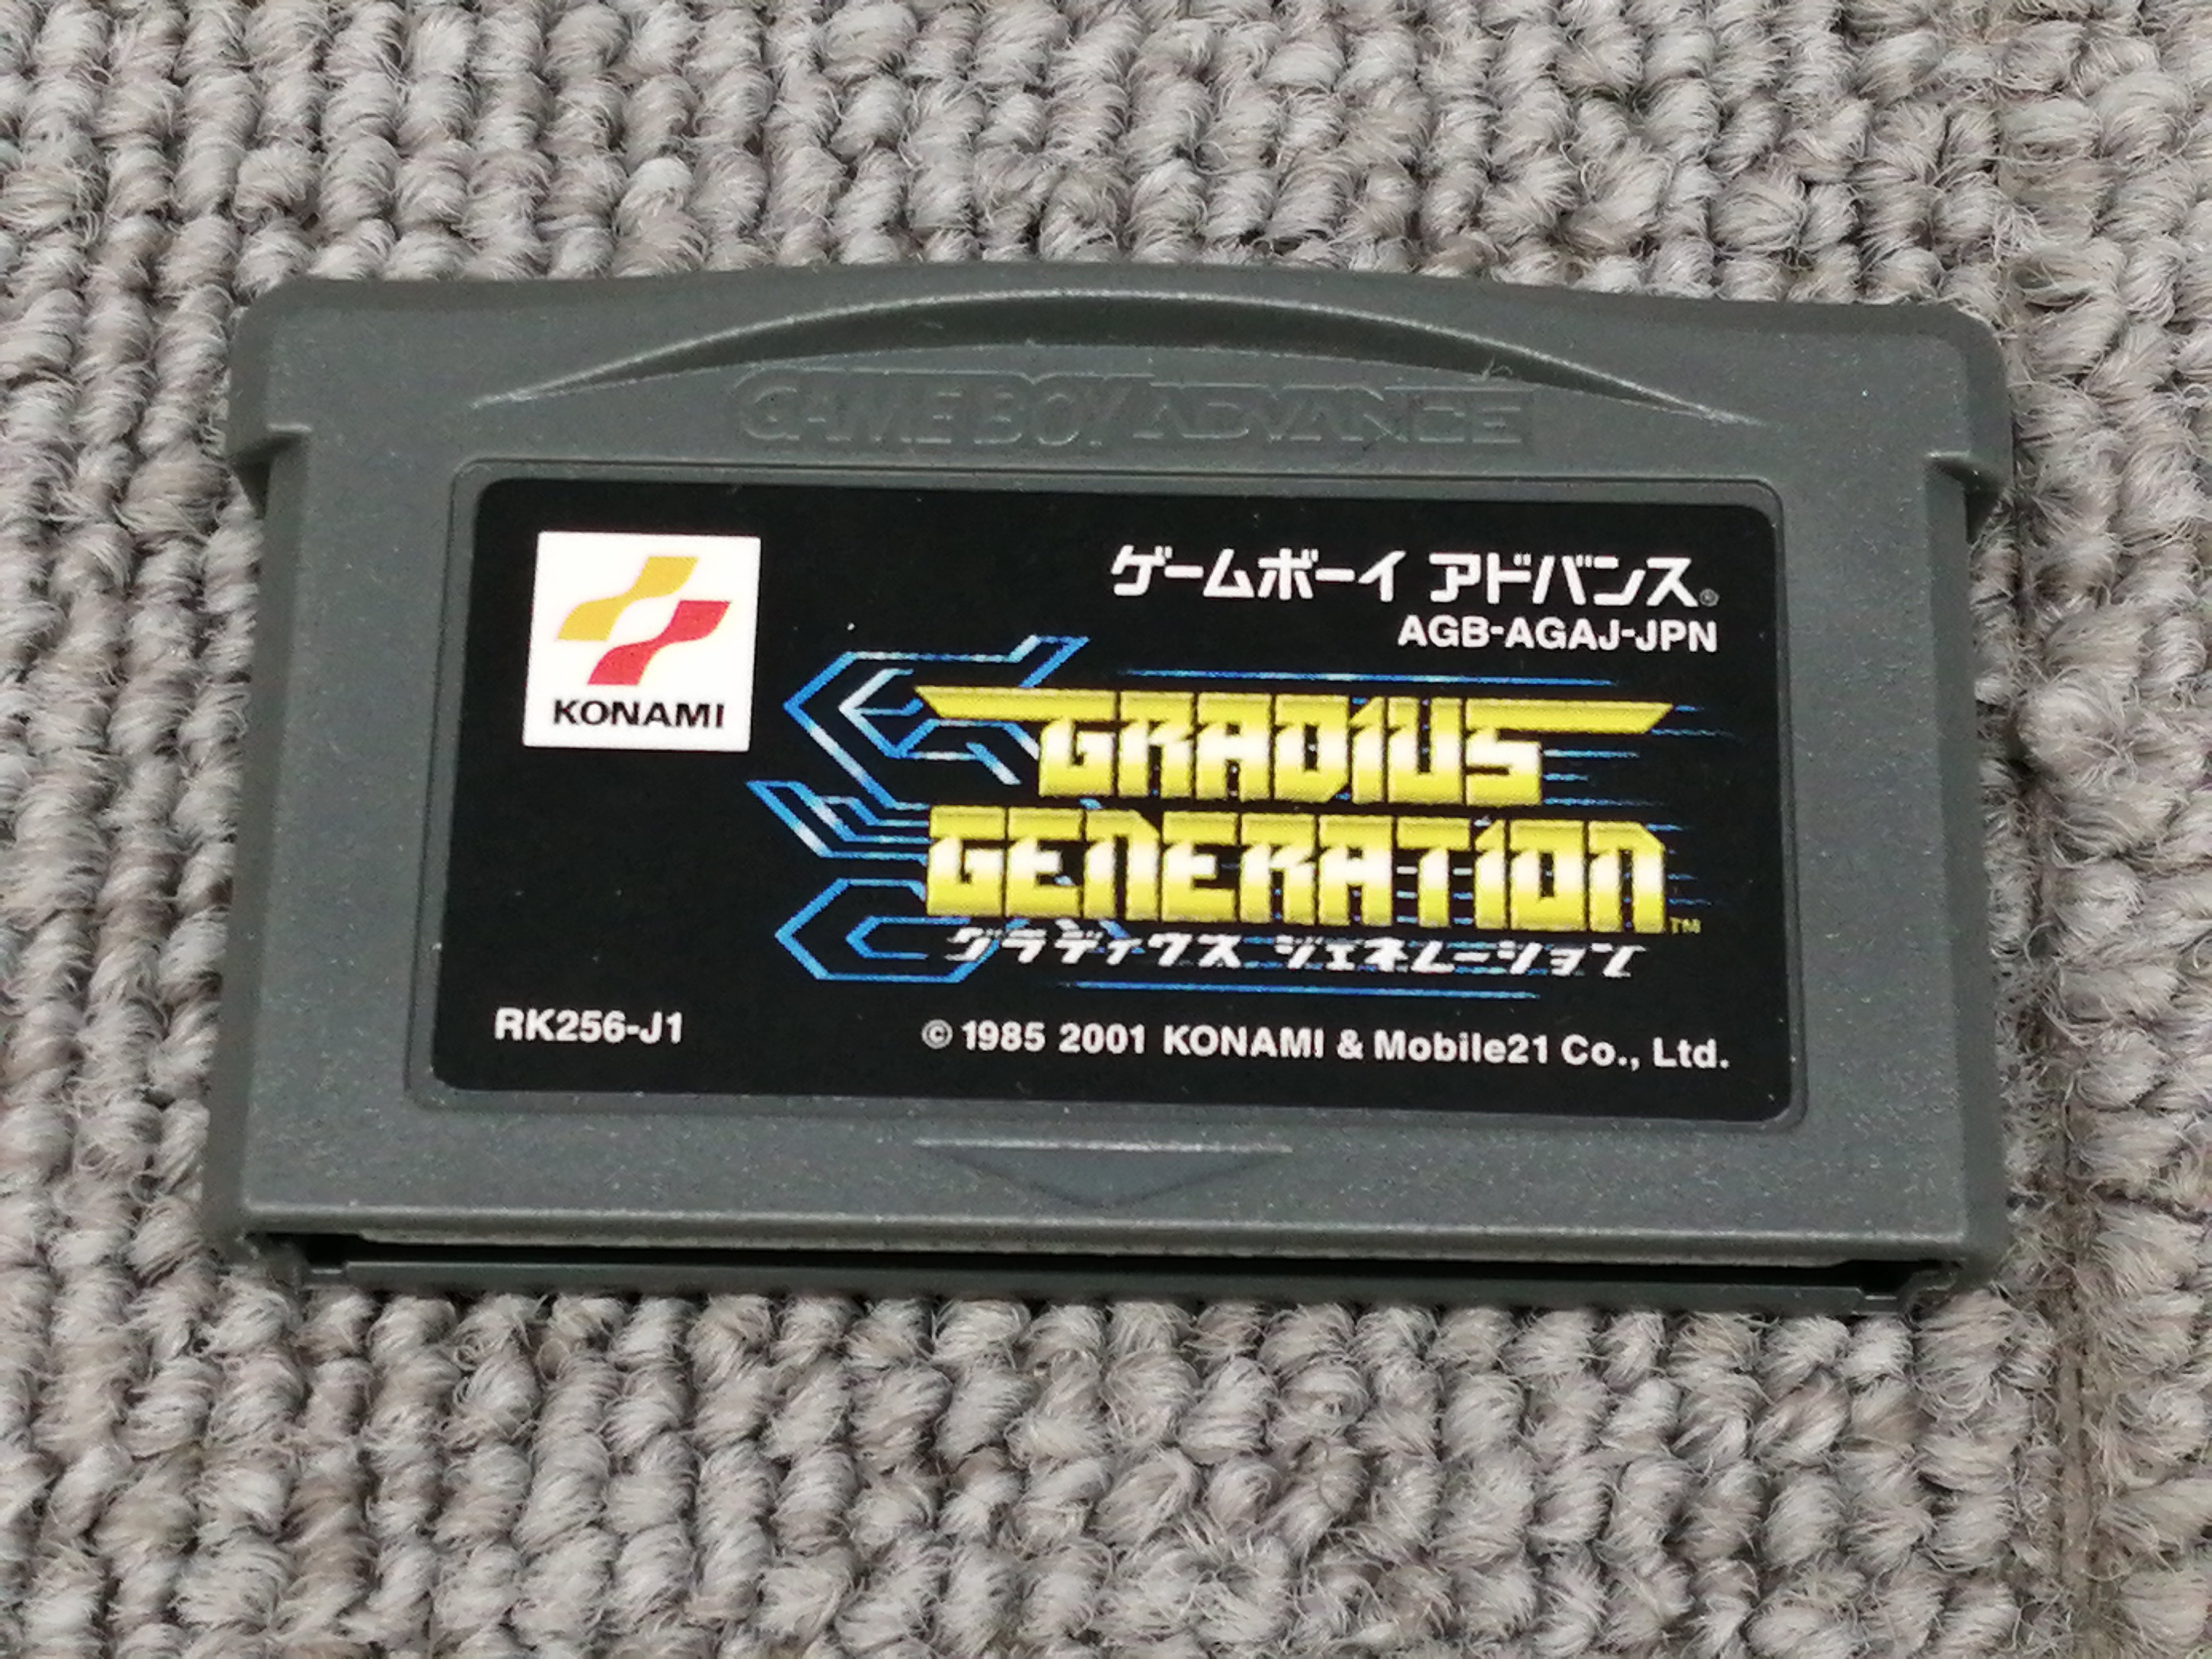 GAME BOY ADVANCE
KONAMI
ゲームボーイ アドバンス®
AGB-AGAJ-JPN
GRADIUS
GENERATION™
グラディウス ジェネレーション
RK256-J1
© 1985 2001 KONAMI & Mobile21 Co., Ltd.